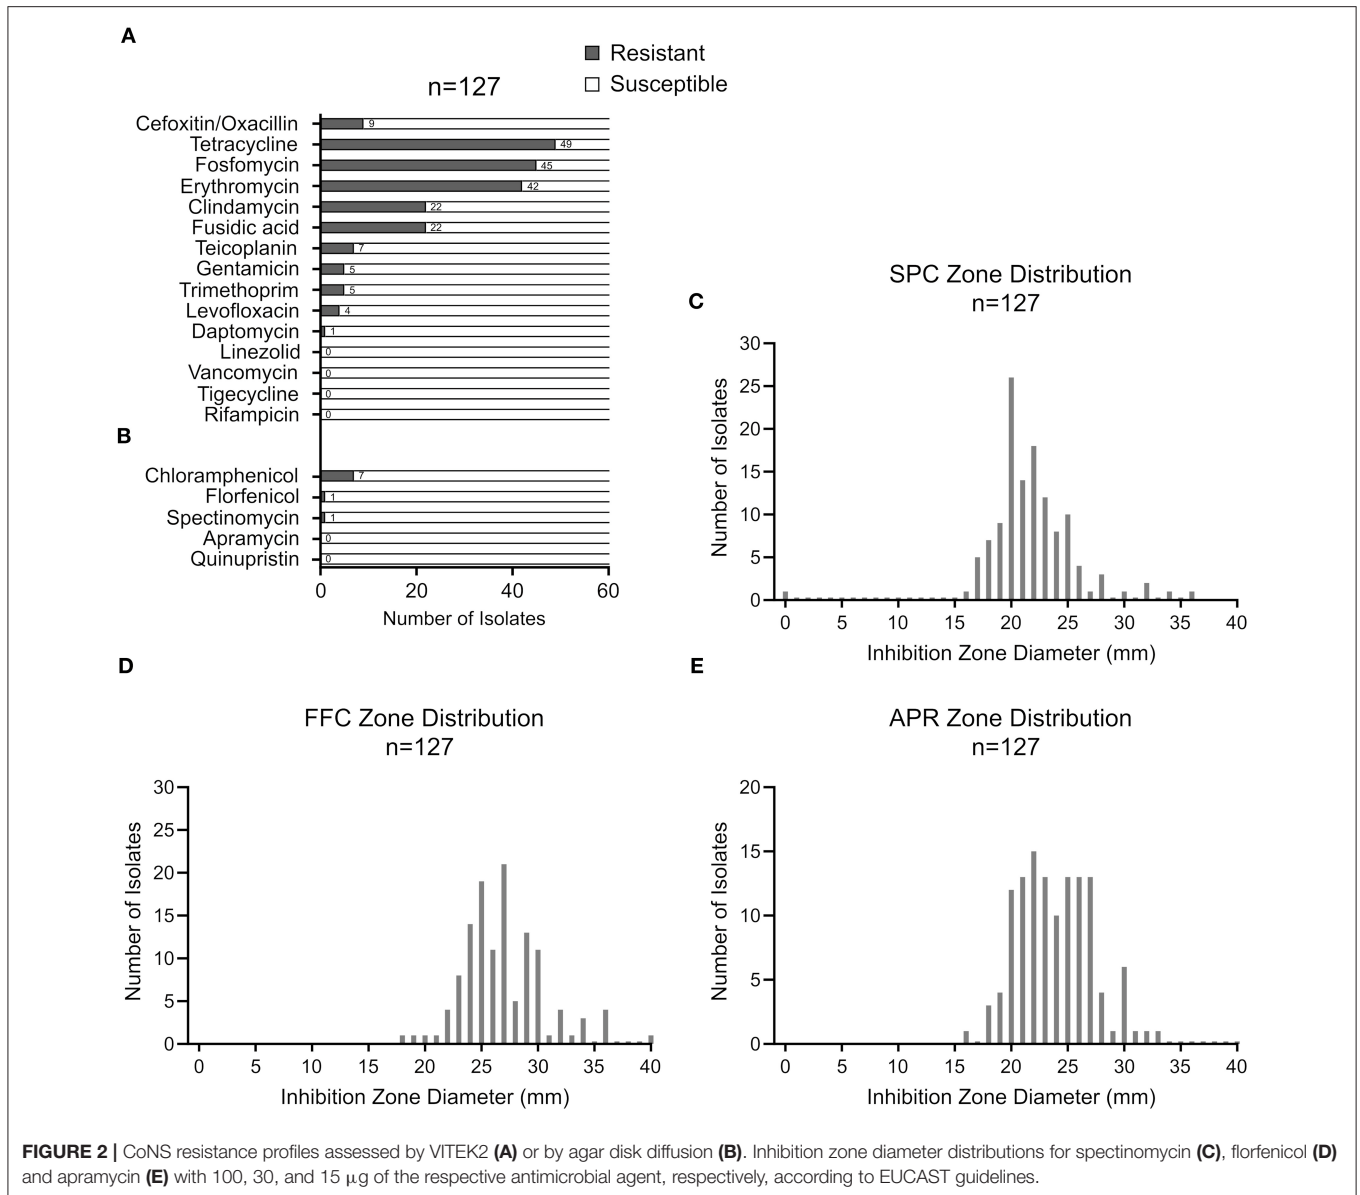 A
Resistant
Susceptible
n=127
Cefoxitin/Oxacillin 9
Tetracycline 49
Fosfomycin 45
Erythromycin 42
Clindamycin 22
Fusidic acid 22
Teicoplanin 7
Gentamicin 5
Trimethoprim 5
Levofloxacin 4
Daptomycin 1
Linezolid 0
Vancomycin 0
Tigecycline 0
Rifampicin 0
B
Chloramphenicol 7
Florfenicol 1
Spectinomycin 1
Apramycin 0
Quinupristin 0
0 20 40 60
Number of Isolates
C
SPC Zone Distribution
n=127
30
25
20
15
10
5
0
Number of Isolates
0 5 10 15 20 25 30 35 40
Inhibition Zone Diameter (mm)
D
FFC Zone Distribution
n=127
30
25
20
15
10
5
0
Number of Isolates
0 5 10 15 20 25 30 35 40
Inhibition Zone Diameter (mm)
E
APR Zone Distribution
n=127
20
15
10
5
0
Number of Isolates
0 5 10 15 20 25 30 35 40
Inhibition Zone Diameter (mm)
FIGURE 2 | CoNS resistance profiles assessed by VITEK2 (A) or by agar disk diffusion (B). Inhibition zone diameter distributions for spectinomycin (C), florfenicol (D)
and apramycin (E) with 100, 30, and 15 μg of the respective antimicrobial agent, respectively, according to EUCAST guidelines.